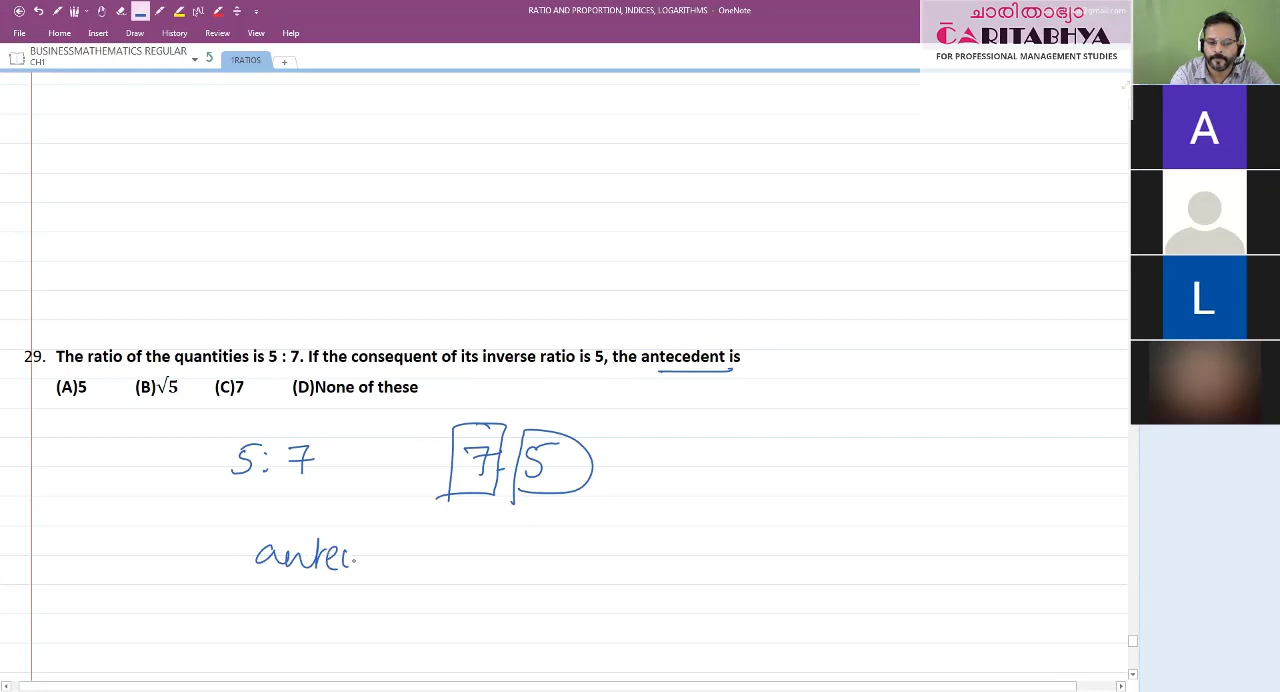 RATIO AND PROPORTION, INDICES, LOGARITHMS - OneNote
@gmail.com
File Home Insert Draw History Review View Help
ചാരിതാഭ്യാ
CARITABHYA
FOR PROFESSIONAL MANAGEMENT STUDIES
BUSINESSMATHEMATICS REGULAR
CH1
5
1RATIOS
A
L
29. The ratio of the quantities is 5 : 7. If the consequent of its inverse ratio is 5, the antecedent is
(A)5 (B)√5 (C)7 (D)None of these
5 : 7 7 : 5
antec